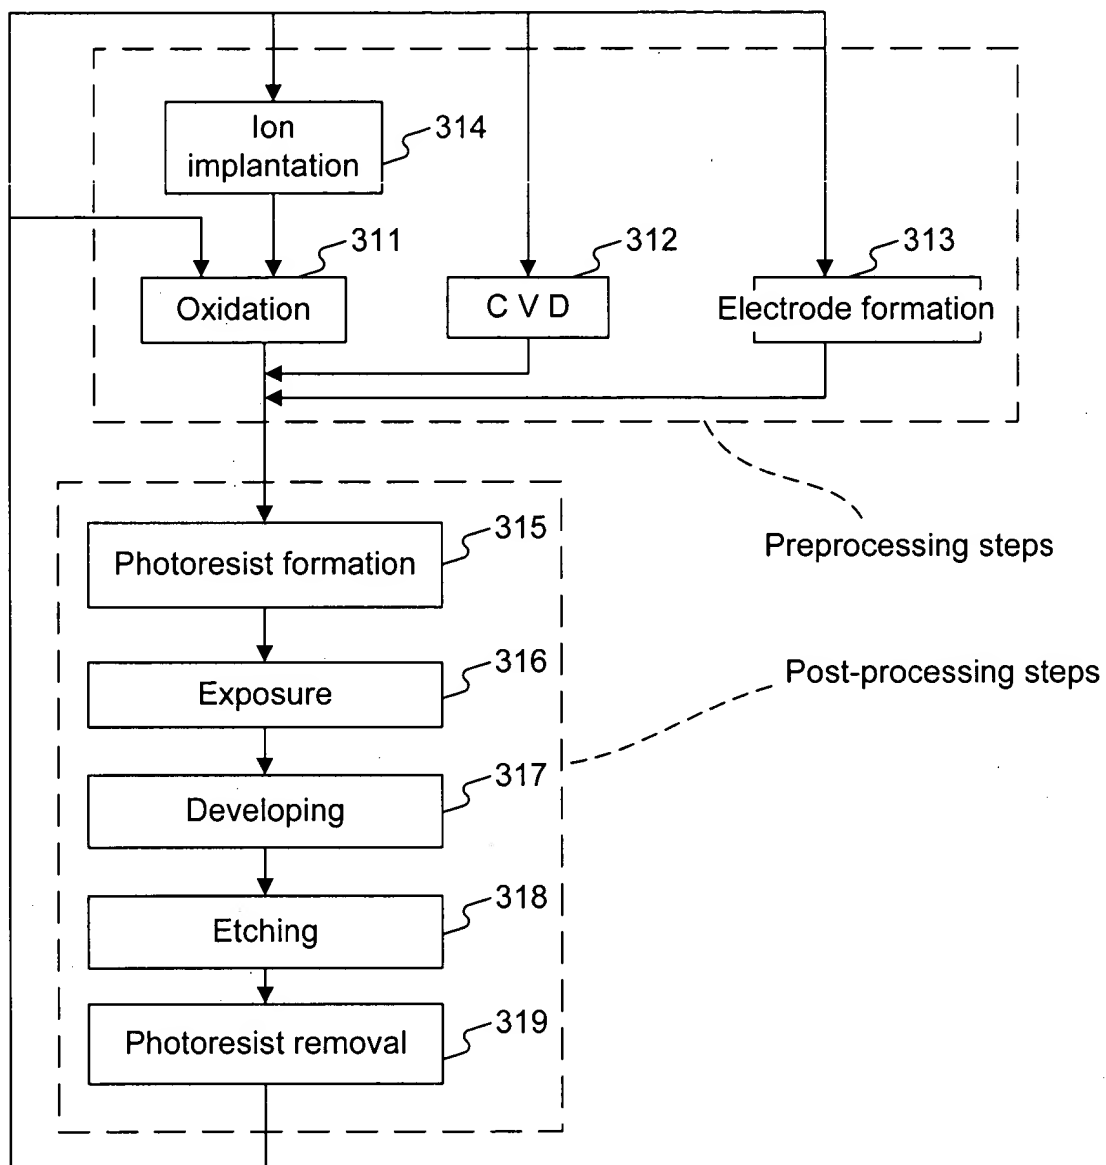 Ion
implantation
314
311
312
313
Oxidation
C V D
Electrode formation
315
Photoresist formation
Preprocessing steps
316
Exposure
Post-processing steps
317
Developing
318
Etching
319
Photoresist removal